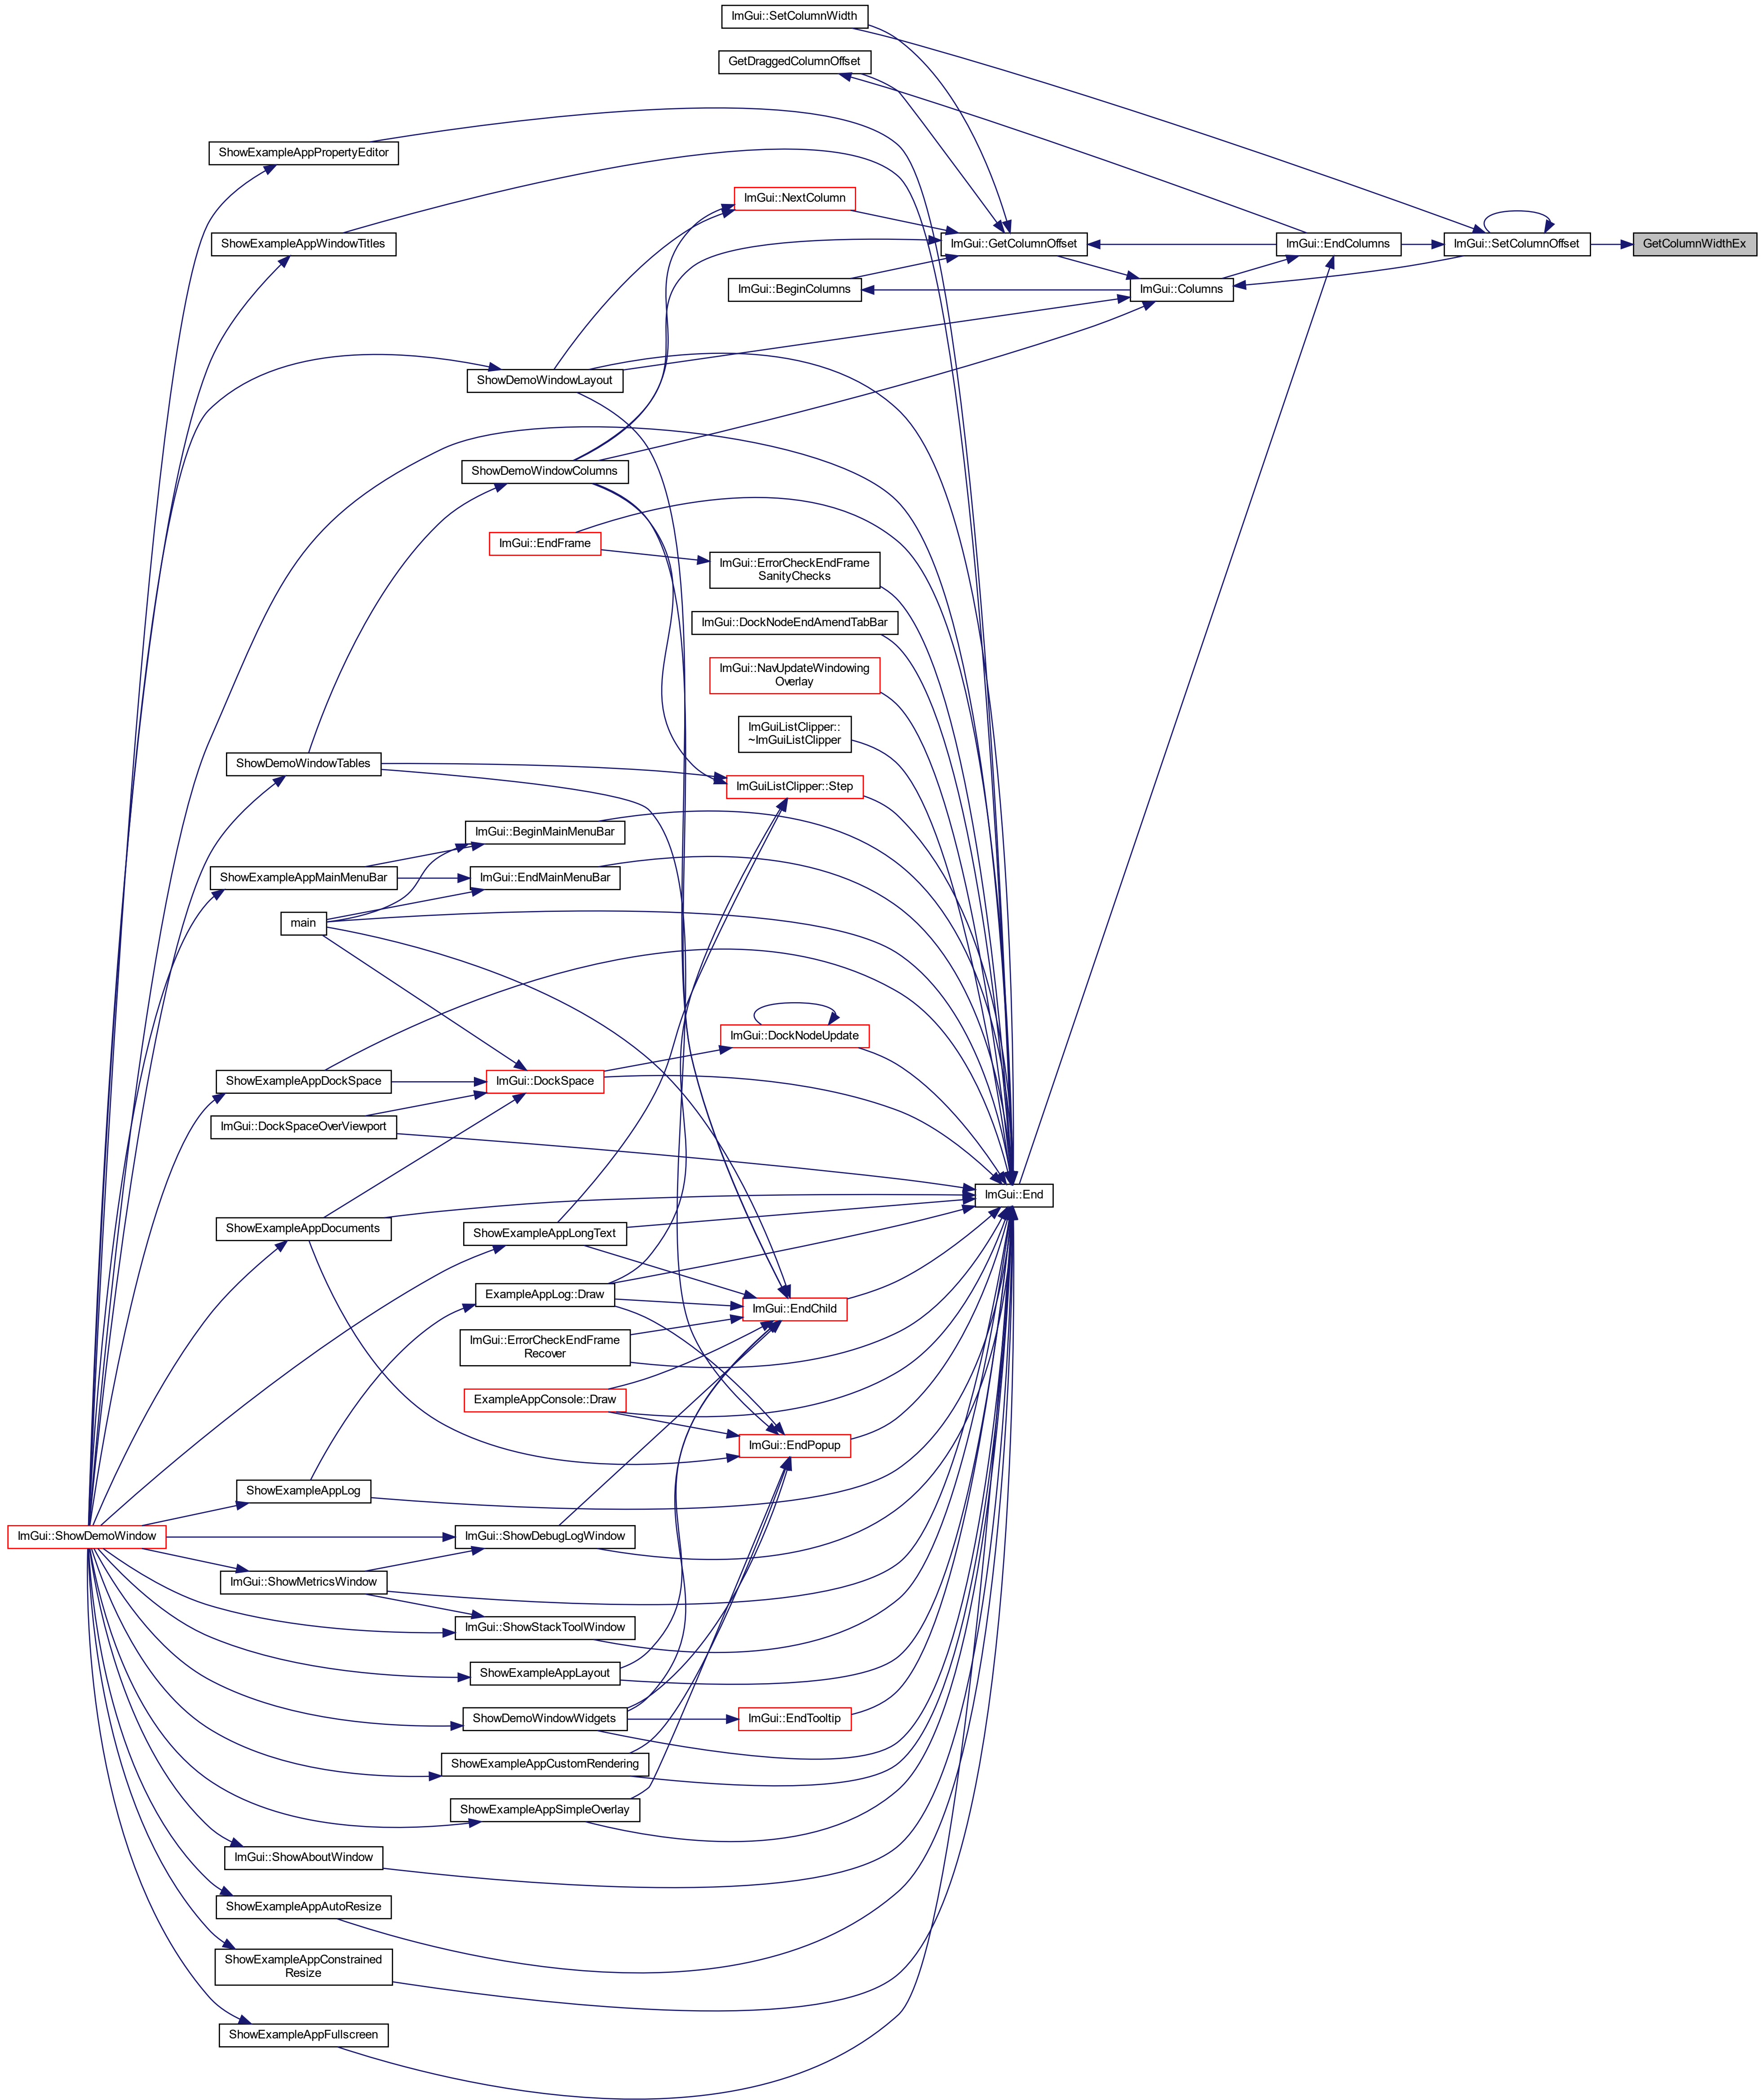 ImGui::SetColumnWidth
GetDraggedColumnOffset
ShowExampleAppPropertyEditor
ImGui::NextColumn
ShowExampleAppWindowTitles
ImGui::GetColumnOffset
ImGui::EndColumns
ImGui::SetColumnOffset
GetColumnWidthEx
ImGui::BeginColumns
ImGui::Columns
ShowDemoWindowLayout
ShowDemoWindowColumns
ImGui::EndFrame
ImGui::ErrorCheckEndFrame
SanityChecks
ImGui::DockNodeEndAmendTabBar
ImGui::NavUpdateWindowing
Overlay
ImGuiListClipper::
~ImGuiListClipper
ShowDemoWindowTables
ImGuiListClipper::Step
ImGui::BeginMainMenuBar
ShowExampleAppMainMenuBar
ImGui::EndMainMenuBar
main
ImGui::DockNodeUpdate
ShowExampleAppDockSpace
ImGui::DockSpace
ImGui::DockSpaceOverViewport
ImGui::End
ShowExampleAppDocuments
ShowExampleAppLongText
ExampleAppLog::Draw
ImGui::EndChild
ImGui::ErrorCheckEndFrame
Recover
ExampleAppConsole::Draw
ImGui::EndPopup
ShowExampleAppLog
ImGui::ShowDemoWindow
ImGui::ShowDebugLogWindow
ImGui::ShowMetricsWindow
ImGui::ShowStackToolWindow
ShowExampleAppLayout
ShowDemoWindowWidgets
ImGui::EndTooltip
ShowExampleAppCustomRendering
ShowExampleAppSimpleOverlay
ImGui::ShowAboutWindow
ShowExampleAppAutoResize
ShowExampleAppConstrained
Resize
ShowExampleAppFullscreen